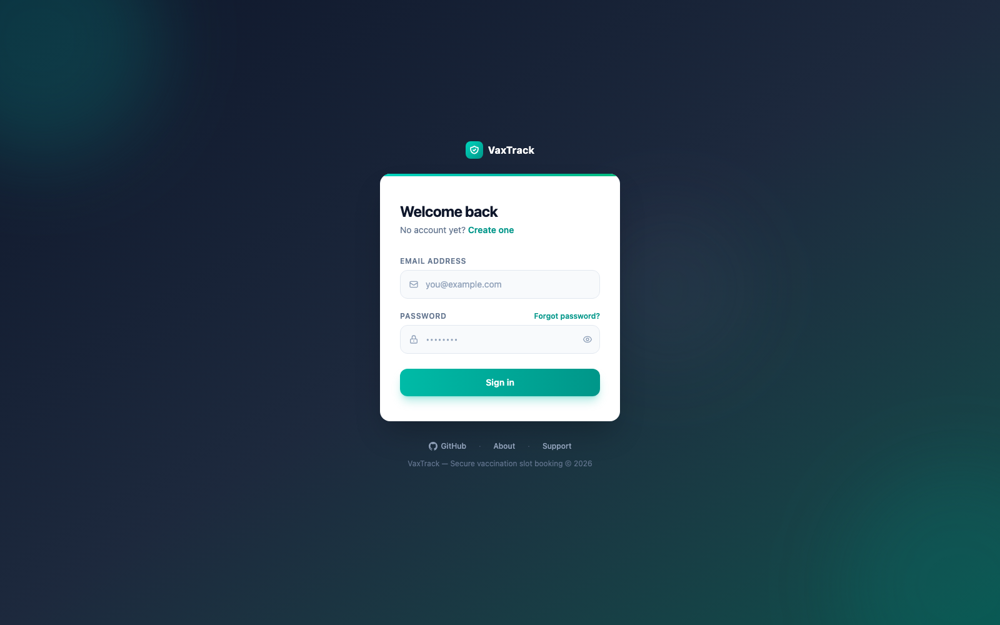 VaxTrack
Welcome back
No account yet? Create one
EMAIL ADDRESS
you@example.com
PASSWORD Forgot password?
••••••••
Sign in
GitHub · About · Support
VaxTrack — Secure vaccination slot booking © 2026